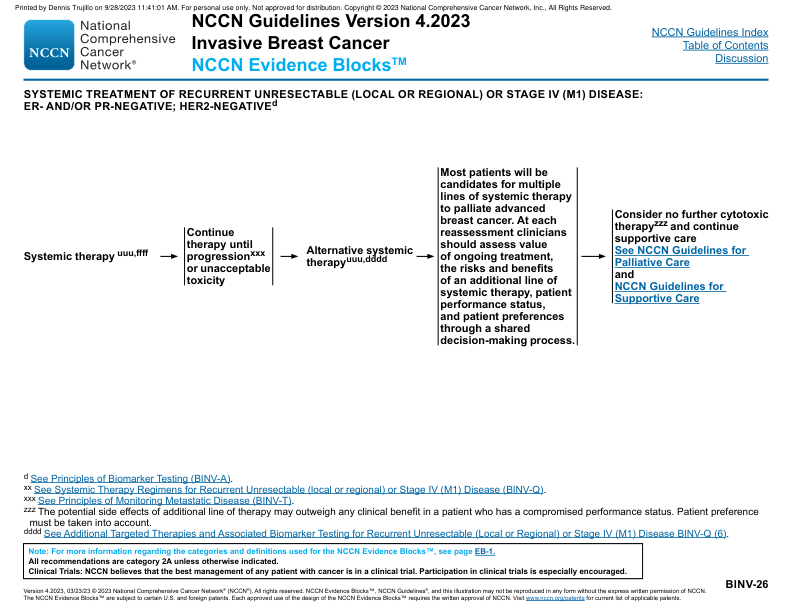 Printed by Dennis Trujillo on 9/28/2023 11:41:01 AM. For personal use only. Not approved for distribution. Copyright © 2023 National Comprehensive Cancer Network, Inc., All Rights Reserved.
NCCN
National
Comprehensive
Cancer
Network®
NCCN Guidelines Version 4.2023
Invasive Breast Cancer
NCCN Evidence Blocks™
NCCN Guidelines Index
Table of Contents
Discussion
SYSTEMIC TREATMENT OF RECURRENT UNRESECTABLE (LOCAL OR REGIONAL) OR STAGE IV (M1) DISEASE:
ER- AND/OR PR-NEGATIVE; HER2-NEGATIVEd
Systemic therapy uuu,ffff
Continue
therapy until
progressionxxx
or unacceptable
toxicity
Alternative systemic
therapyuuu,dddd
Most patients will be
candidates for multiple
lines of systemic therapy
to palliate advanced
breast cancer. At each
reassessment clinicians
should assess value
of ongoing treatment,
the risks and benefits
of an additional line of
systemic therapy, patient
performance status,
and patient preferences
through a shared
decision-making process.
Consider no further cytotoxic
therapyzzz and continue
supportive care
See NCCN Guidelines for
Palliative Care
and
NCCN Guidelines for
Supportive Care
d See Principles of Biomarker Testing (BINV-A).
xx See Systemic Therapy Regimens for Recurrent Unresectable (local or regional) or Stage IV (M1) Disease (BINV-Q).
xxx See Principles of Monitoring Metastatic Disease (BINV-T).
zzz The potential side effects of additional line of therapy may outweigh any clinical benefit in a patient who has a compromised performance status. Patient preference
must be taken into account.
dddd See Additional Targeted Therapies and Associated Biomarker Testing for Recurrent Unresectable (Local or Regional) or Stage IV (M1) Disease BINV-Q (6).
Note: For more information regarding the categories and definitions used for the NCCN Evidence Blocks™, see page EB-1.
All recommendations are category 2A unless otherwise indicated.
Clinical Trials: NCCN believes that the best management of any patient with cancer is in a clinical trial. Participation in clinical trials is especially encouraged.
BINV-26
Version 4.2023, 03/23/23 © 2023 National Comprehensive Cancer Network® (NCCN®), All rights reserved. NCCN Evidence Blocks™, NCCN Guidelines®, and this illustration may not be reproduced in any form without the express written permission of NCCN.
The NCCN Evidence Blocks™ are subject to certain U.S. and foreign patents. Each approved use of the design of the NCCN Evidence Blocks™ requires the written approval of NCCN. Visit www.nccn.org/patents for current list of applicable patents.